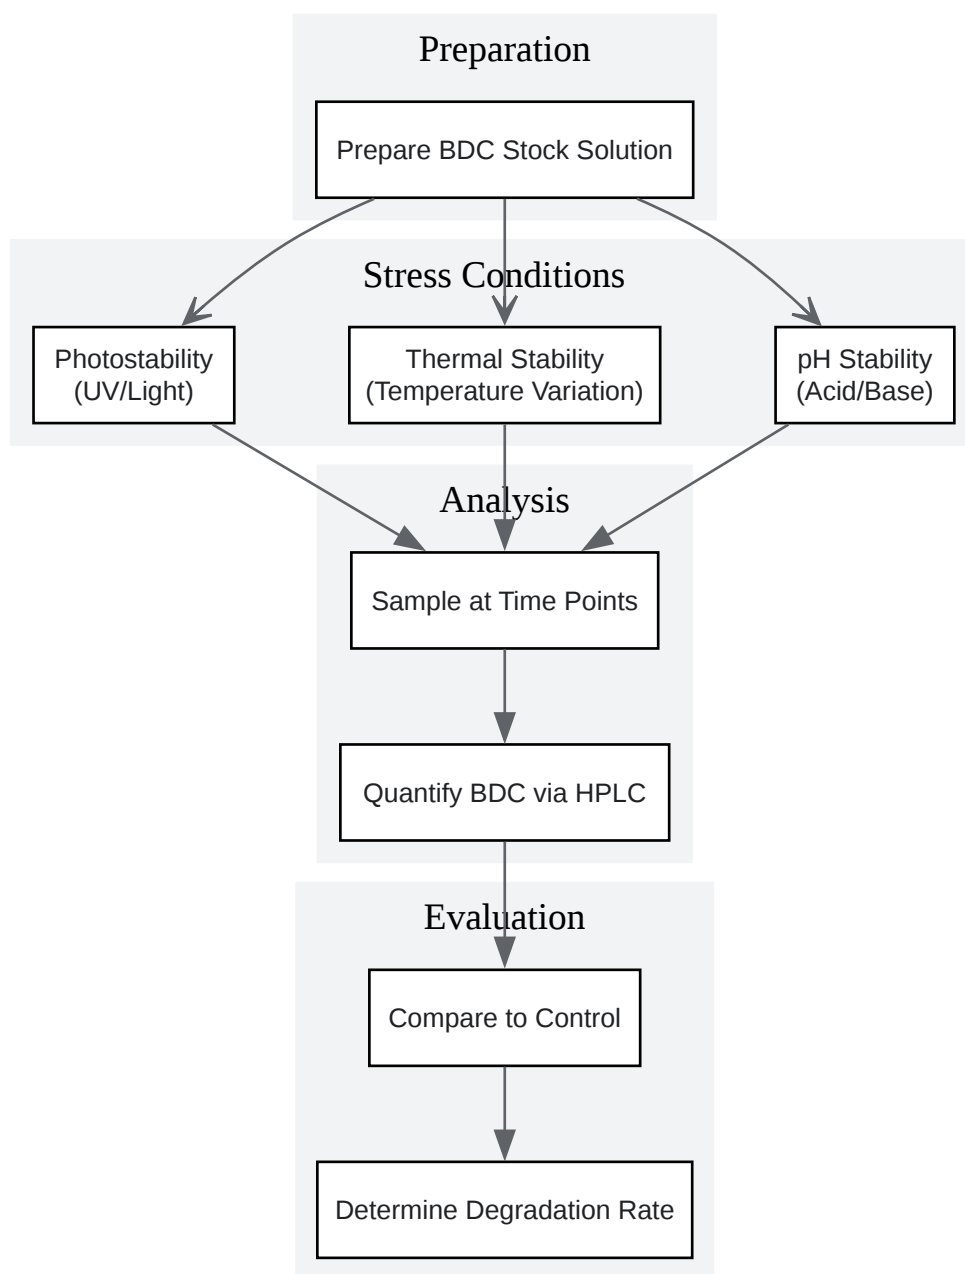 Preparation
Prepare BDC Stock Solution
Stress Conditions
Photostability
(UV/Light)
Thermal Stability
(Temperature Variation)
pH Stability
(Acid/Base)
Analysis
Sample at Time Points
Quantify BDC via HPLC
Evaluation
Compare to Control
Determine Degradation Rate